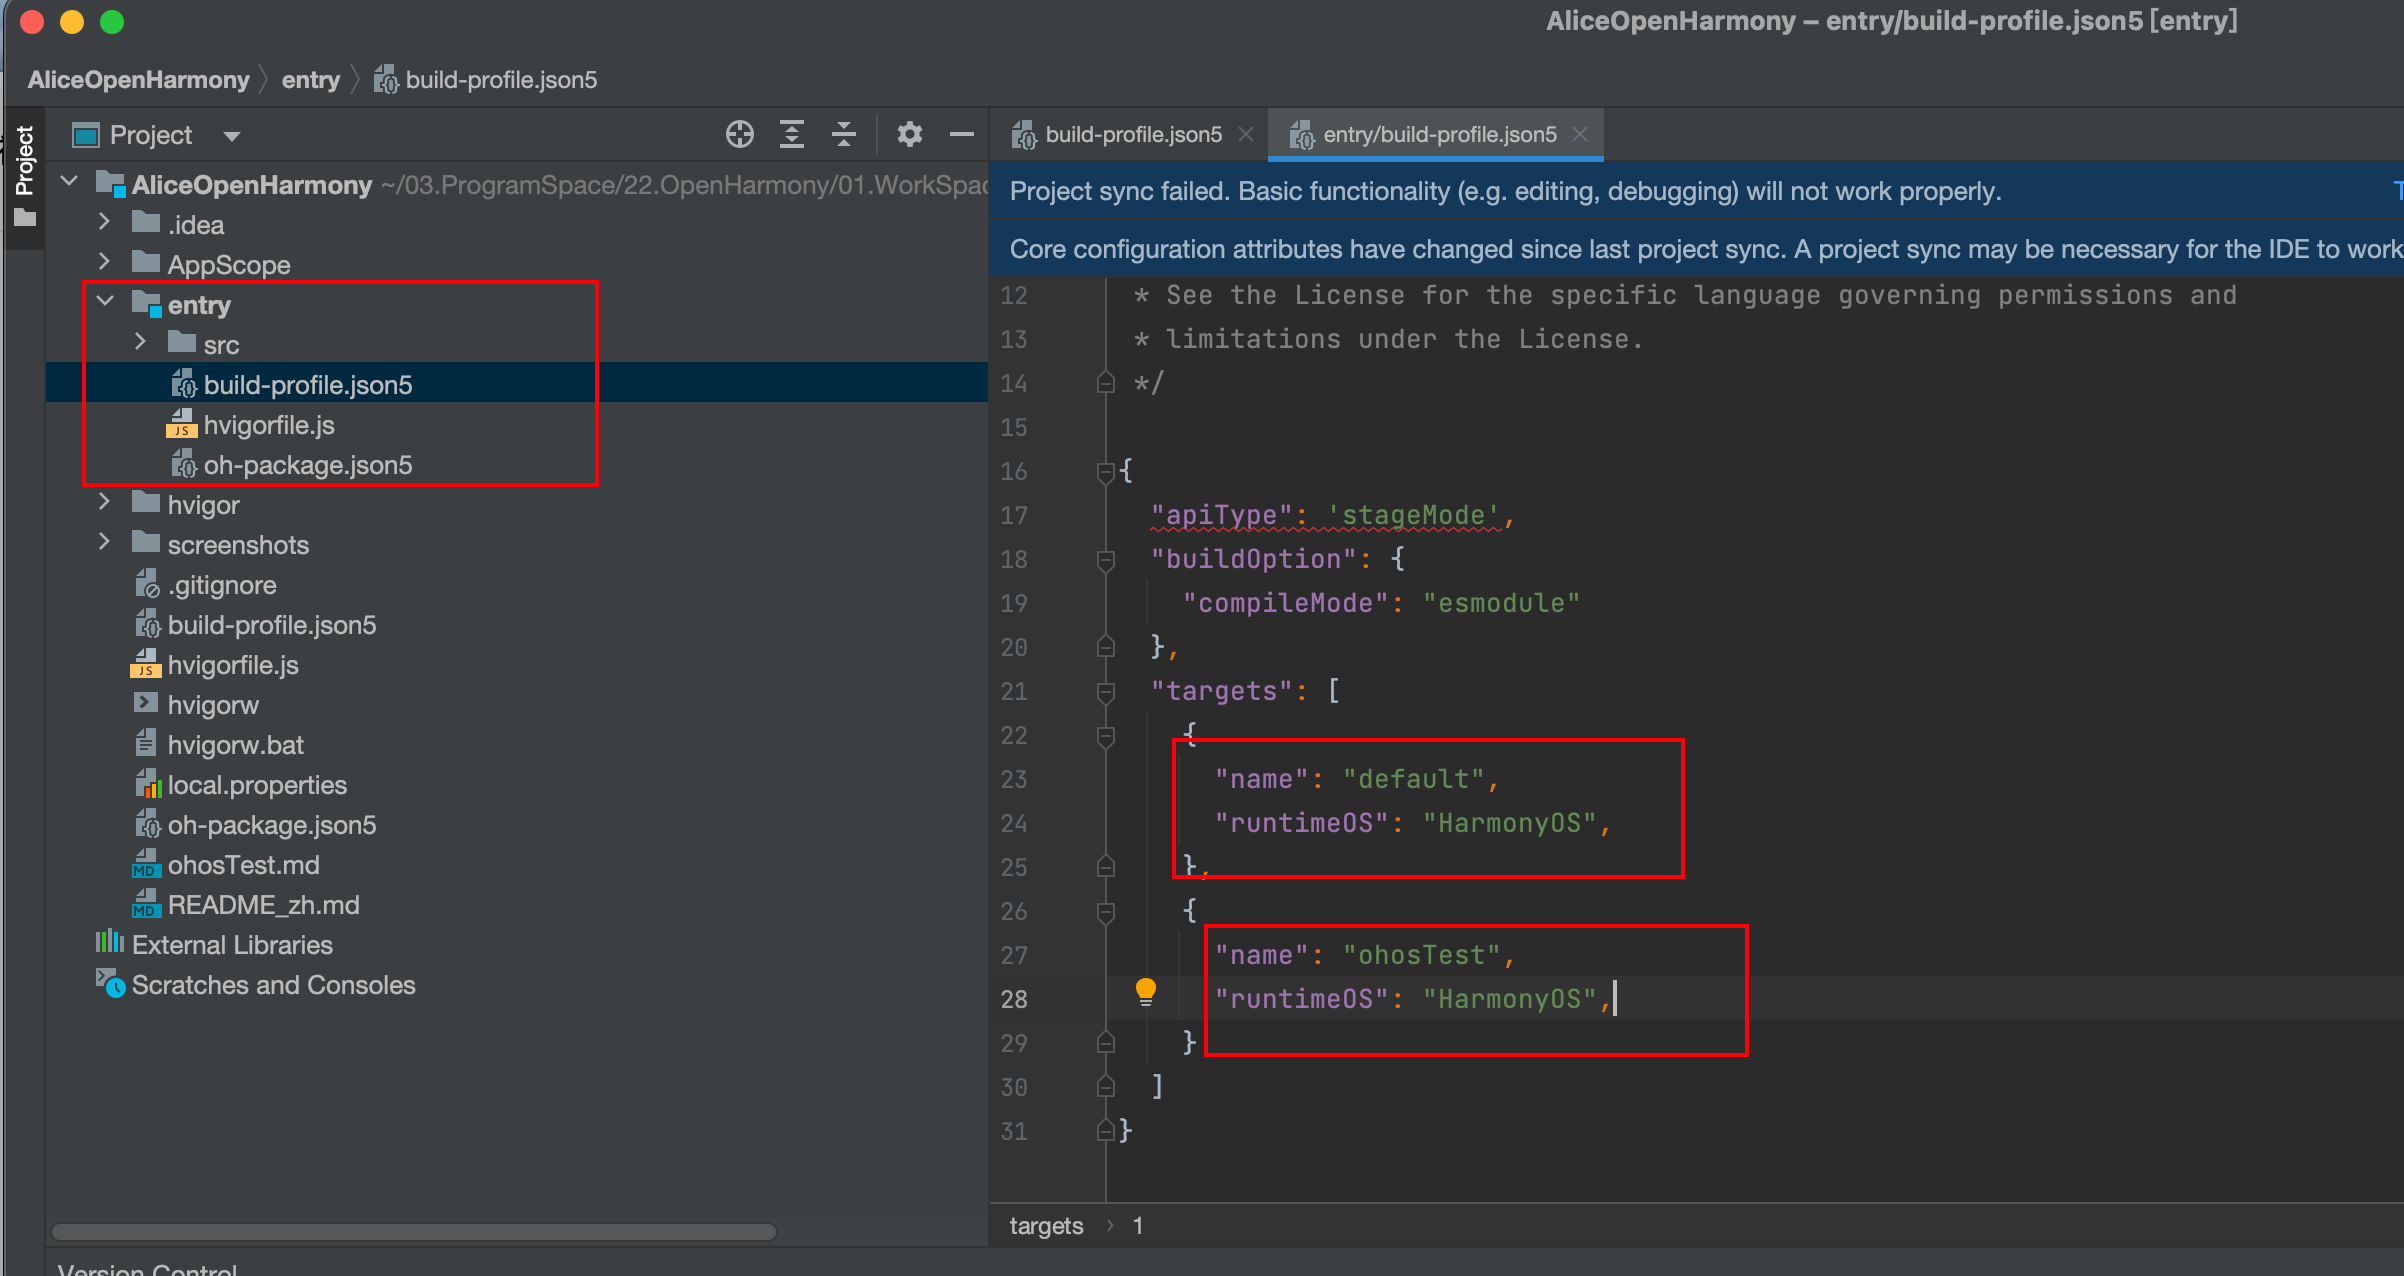 AliceOpenHarmony – entry/build-profile.json5 [entry]
AliceOpenHarmony
entry
build-profile.json5
Project
Project
AliceOpenHarmony ~/03.ProgramSpace/22.OpenHarmony/01.WorkSpac
.idea
AppScope
entry
src
build-profile.json5
JS hvigorfile.js
oh-package.json5
hvigor
screenshots
.gitignore
build-profile.json5
JS hvigorfile.js
hvigorw
hvigorw.bat
local.properties
oh-package.json5
MD ohosTest.md
MD README_zh.md
External Libraries
Scratches and Consoles
build-profile.json5
entry/build-profile.json5
Project sync failed. Basic functionality (e.g. editing, debugging) will not work properly.
Core configuration attributes have changed since last project sync. A project sync may be necessary for the IDE to work
12 * See the License for the specific language governing permissions and
13 * limitations under the License.
14 */
15
16 {
17 "apiType": 'stageMode',
18 "buildOption": {
19 "compileMode": "esmodule"
20 },
21 "targets": [
22 {
23 "name": "default",
24 "runtimeOS": "HarmonyOS",
25 },
26 {
27 "name": "ohosTest",
28 "runtimeOS": "HarmonyOS",
29 }
30 ]
31 }
targets › 1
Version Control